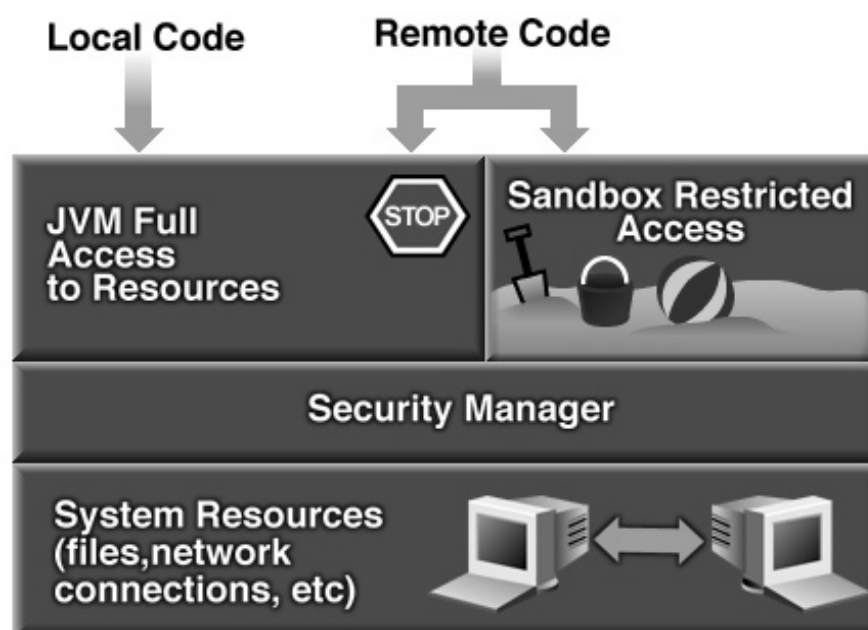 Local Code
Remote Code
JVM Full
Access
to Resources
STOP
Sandbox Restricted
Access
Security Manager
System Resources
(files,network
connections, etc)